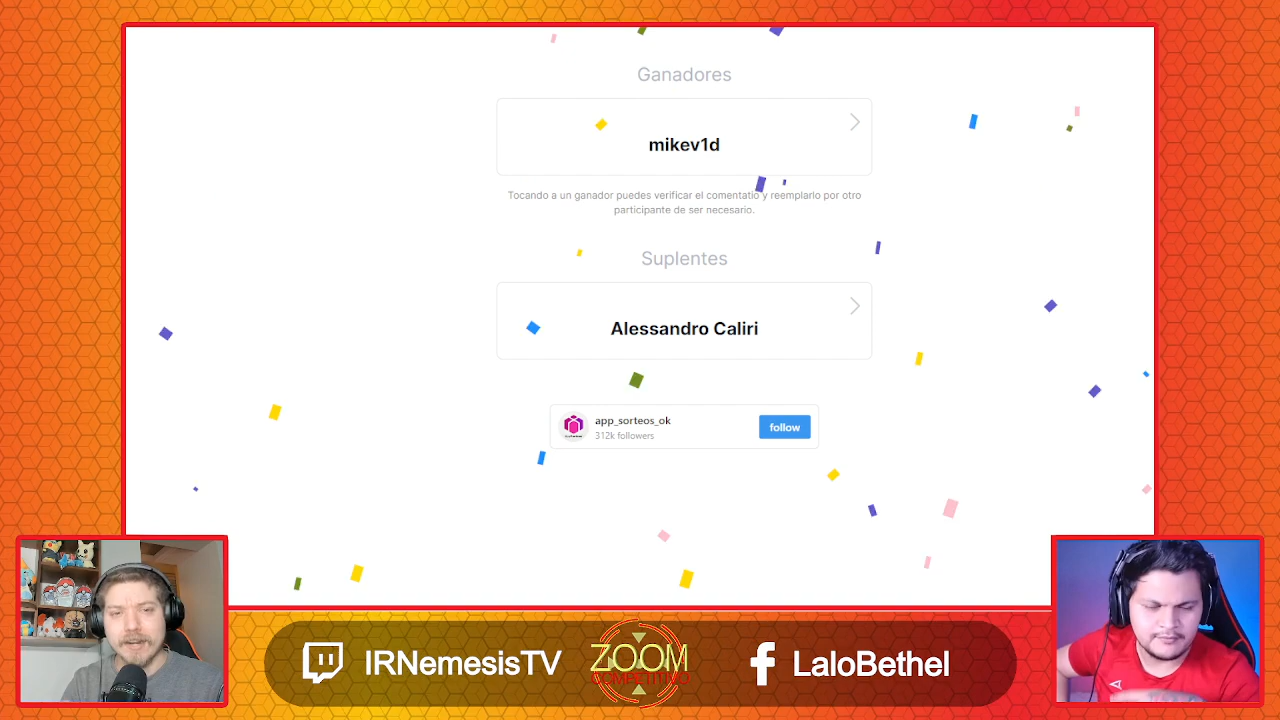 Ganadores
mikev1d
Tocando a un ganador puedes verificar el comentatio y reemplarlo por otro
participante de ser necesario.
Suplentes
Alessandro Caliri
app_sorteos_ok
312k followers
follow
IRNemesisTV
ZOOM
COMPETITIVO
LaloBethel